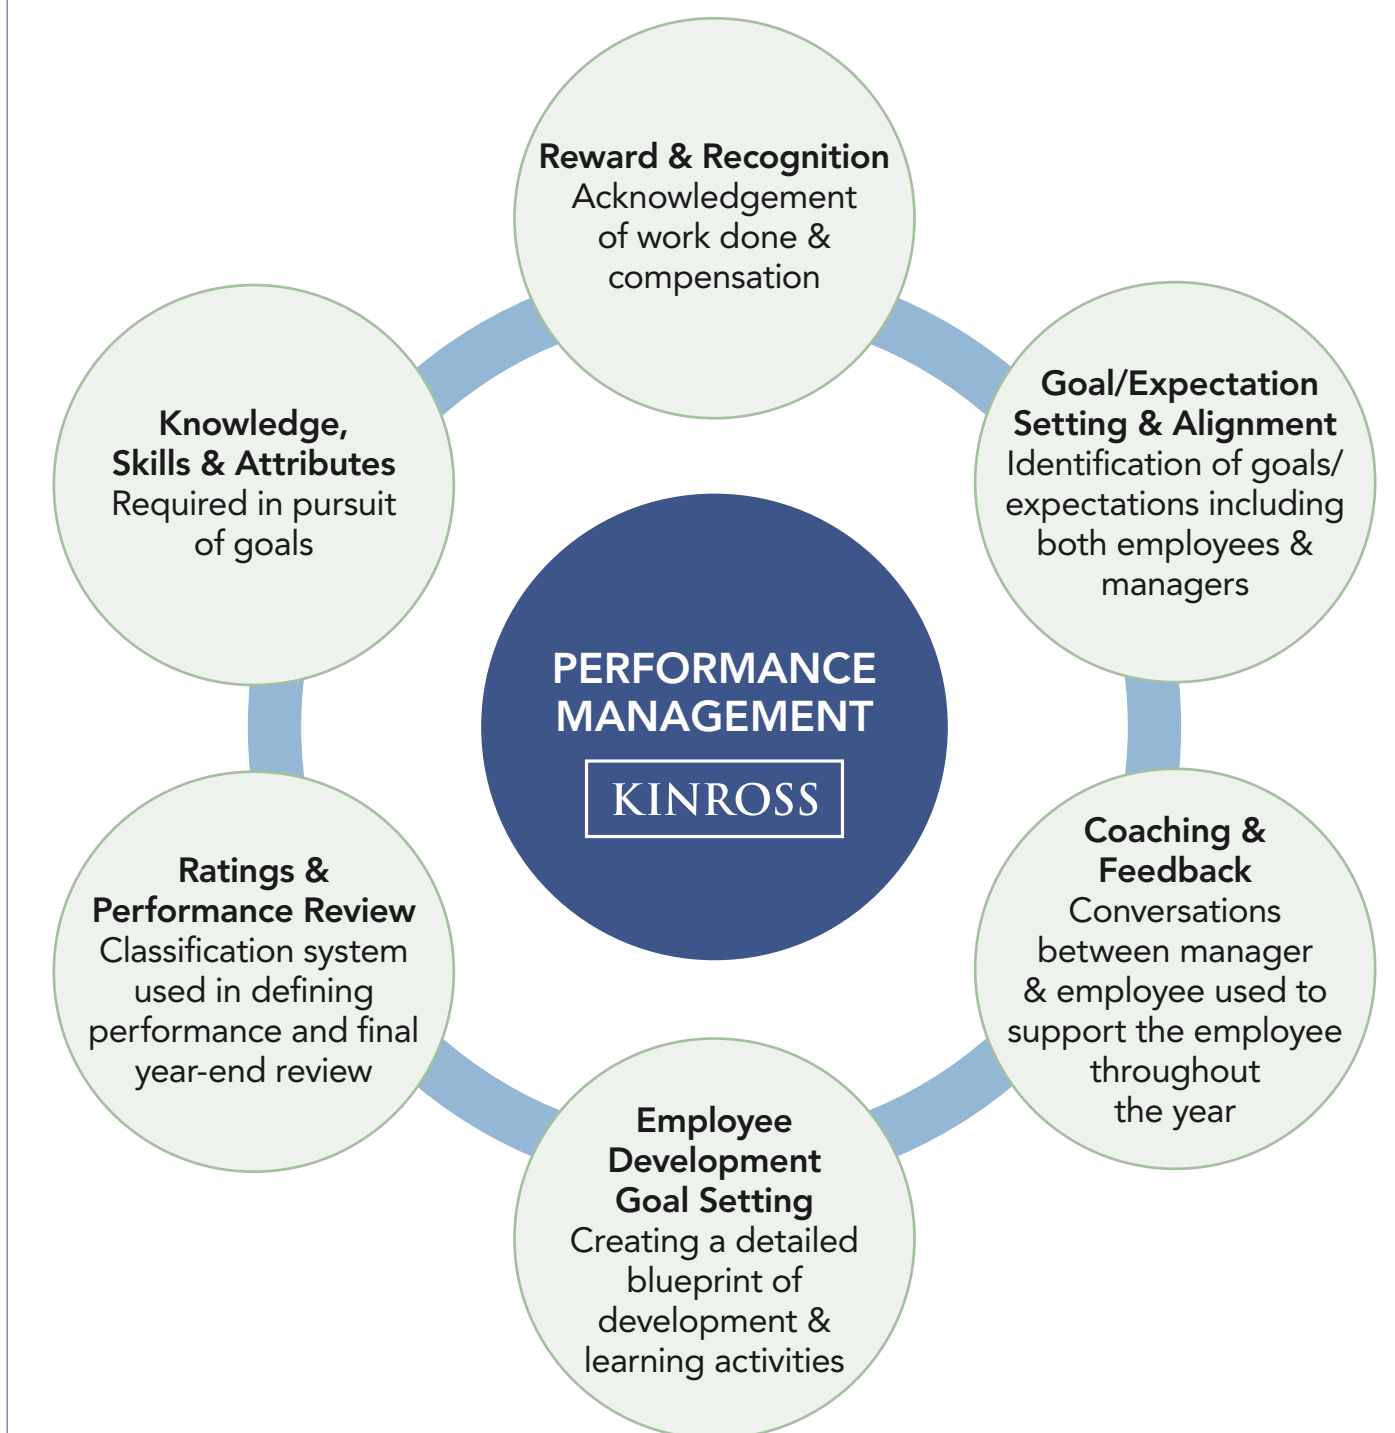 Reward & Recognition
Acknowledgement
of work done &
compensation
Goal/Expectation
Setting & Alignment
Identification of goals/
expectations including
both employees &
managers
Coaching &
Feedback
Conversations
between manager
& employee used to
support the employee
throughout
the year
Employee
Development
Goal Setting
Creating a detailed
blueprint of
development &
learning activities
Ratings &
Performance Review
Classification system
used in defining
performance and final
year-end review
Knowledge,
Skills & Attributes
Required in pursuit
of goals
PERFORMANCE
MANAGEMENT
KINROSS